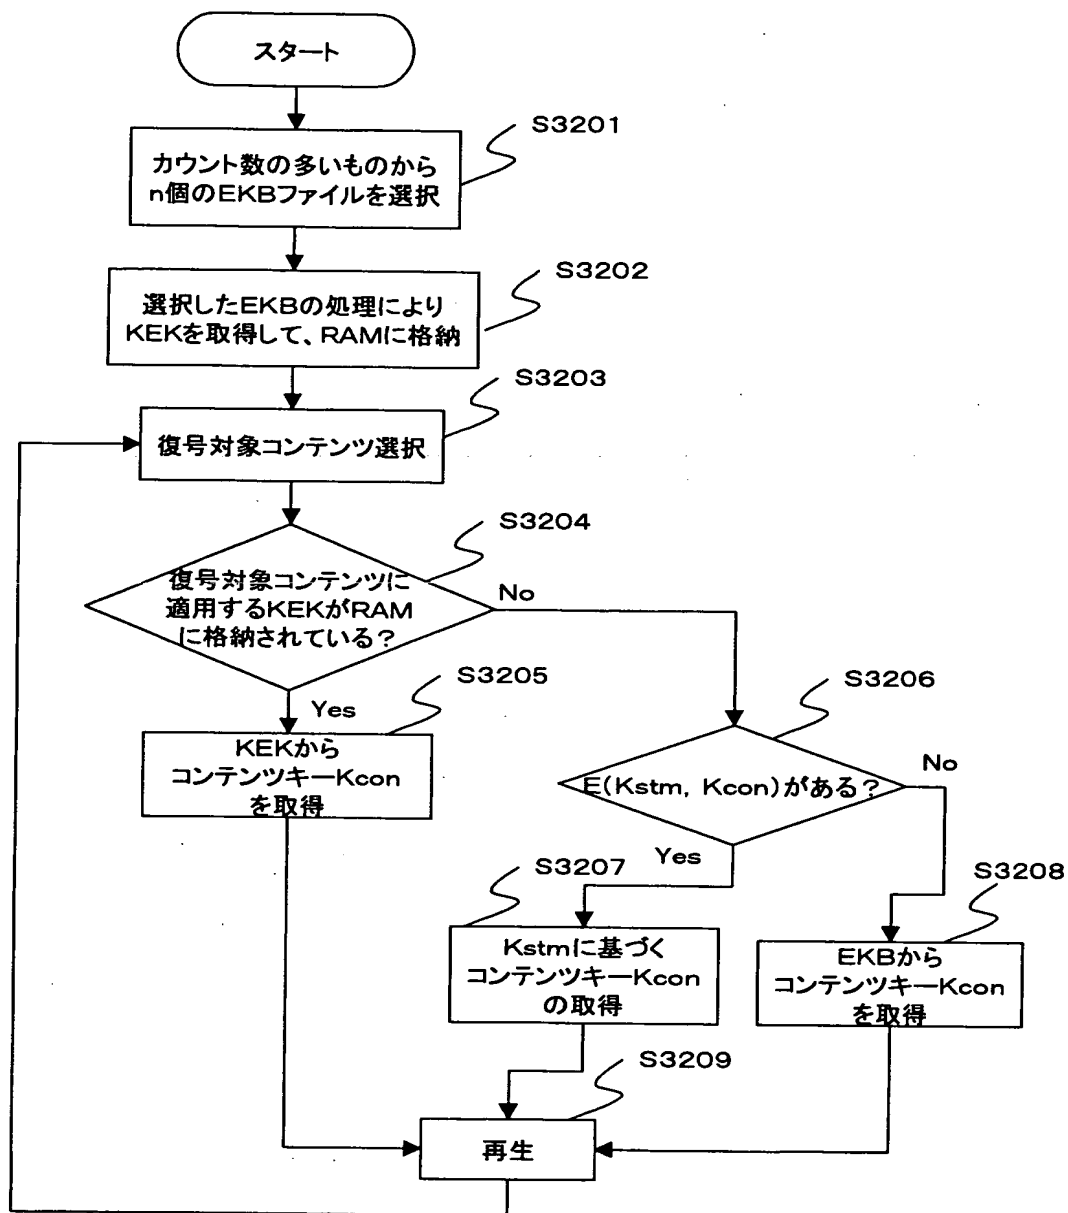 スタート
S3201
カウント数の多いものから
n個のEKBファイルを選択
S3202
選択したEKBの処理により
KEKを取得して、RAMに格納
S3203
復号対象コンテンツ選択
S3204
復号対象コンテンツに
適用するKEKがRAM
に格納されている？
No
Yes
S3205
KEKから
コンテンツキーKcon
を取得
S3206
E(Kstm, Kcon)がある？
No
Yes
S3207
Kstmに基づく
コンテンツキーKcon
の取得
S3208
EKBから
コンテンツキーKcon
を取得
S3209
再生